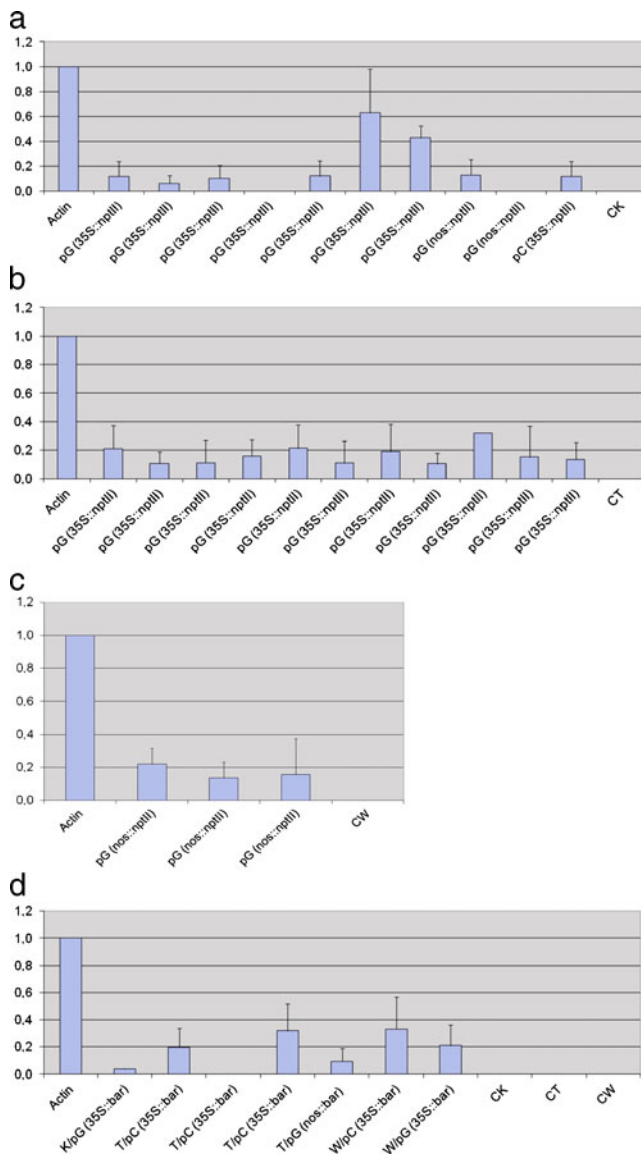 a
1,2
1,0
0,8
0,6
0,4
0,2
0,0
Actin
pG (35S::nptII)
pG (35S::nptII)
pG (35S::nptII)
pG (35S::nptII)
pG (35S::nptII)
pG (35S::nptII)
pG (35S::nptII)
pG (nos::nptII)
pG (nos::nptII)
pC (35S::nptII)
CK
b
1,2
1,0
0,8
0,6
0,4
0,2
0,0
Actin
pG (35S::nptII)
pG (35S::nptII)
pG (35S::nptII)
pG (35S::nptII)
pG (35S::nptII)
pG (35S::nptII)
pG (35S::nptII)
pG (35S::nptII)
pG (35S::nptII)
pG (35S::nptII)
pG (35S::nptII)
CT
c
1,2
1,0
0,8
0,6
0,4
0,2
0,0
Actin
pG (nos::nptII)
pG (nos::nptII)
pG (nos::nptII)
CW
d
1,2
1,0
0,8
0,6
0,4
0,2
0,0
Actin
K/pG (35S::bar)
T/pC (35S::bar)
T/pC (35S::bar)
T/pC (35S::bar)
T/pG (nos::bar)
W/pC (35S::bar)
W/pG (35S::bar)
CK
CT
CW